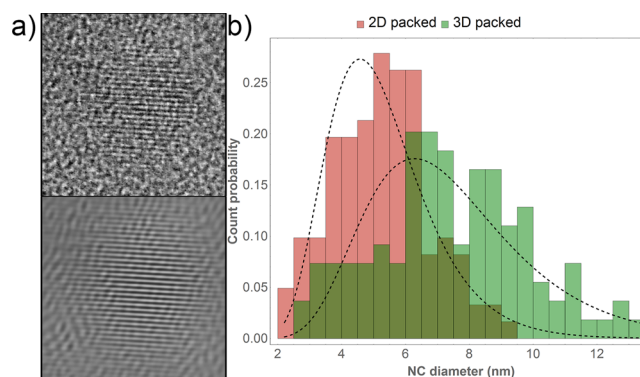 a)
b)
2D packed 3D packed
Count probability
0.25
0.20
0.15
0.10
0.05
0.00
2 4 6 8 10 12
NC diameter (nm)